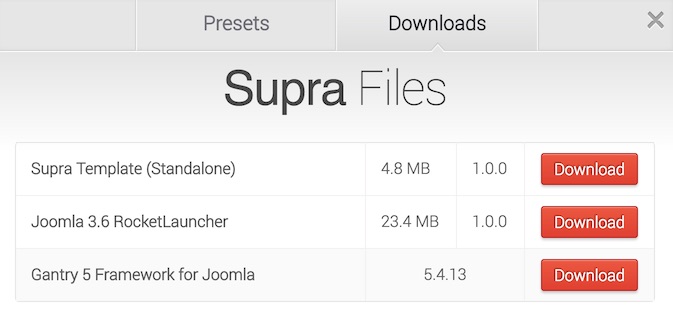 Presets Downloads
Supra Files
Supra Template (Standalone) 4.8 MB 1.0.0 Download
Joomla 3.6 RocketLauncher 23.4 MB 1.0.0 Download
Gantry 5 Framework for Joomla 5.4.13 Download